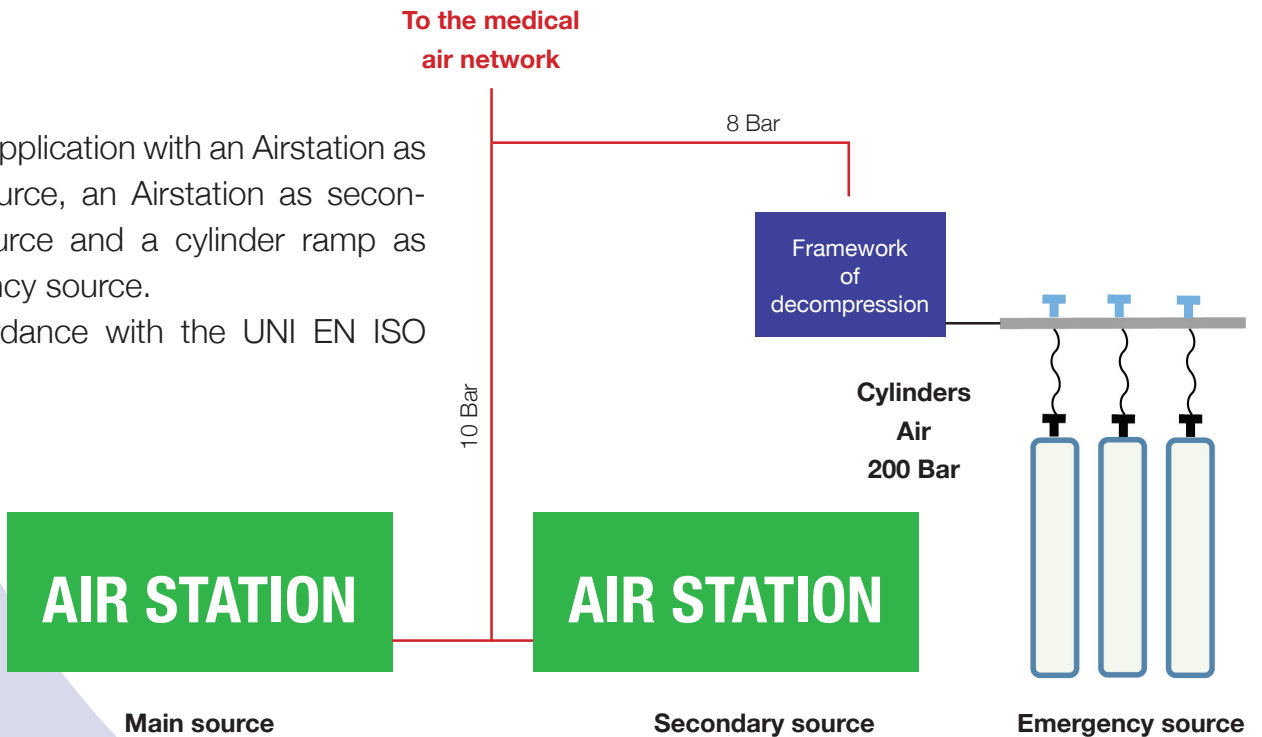 To the medical
air network
pplication with an Airstation as
urce, an Airstation as secon-
urce and a cylinder ramp as
ncy source.
rdance with the UNI EN ISO
8 Bar
10 Bar
Framework
of
decompression
Cylinders
Air
200 Bar
AIR STATION
AIR STATION
Main source
Secondary source
Emergency source